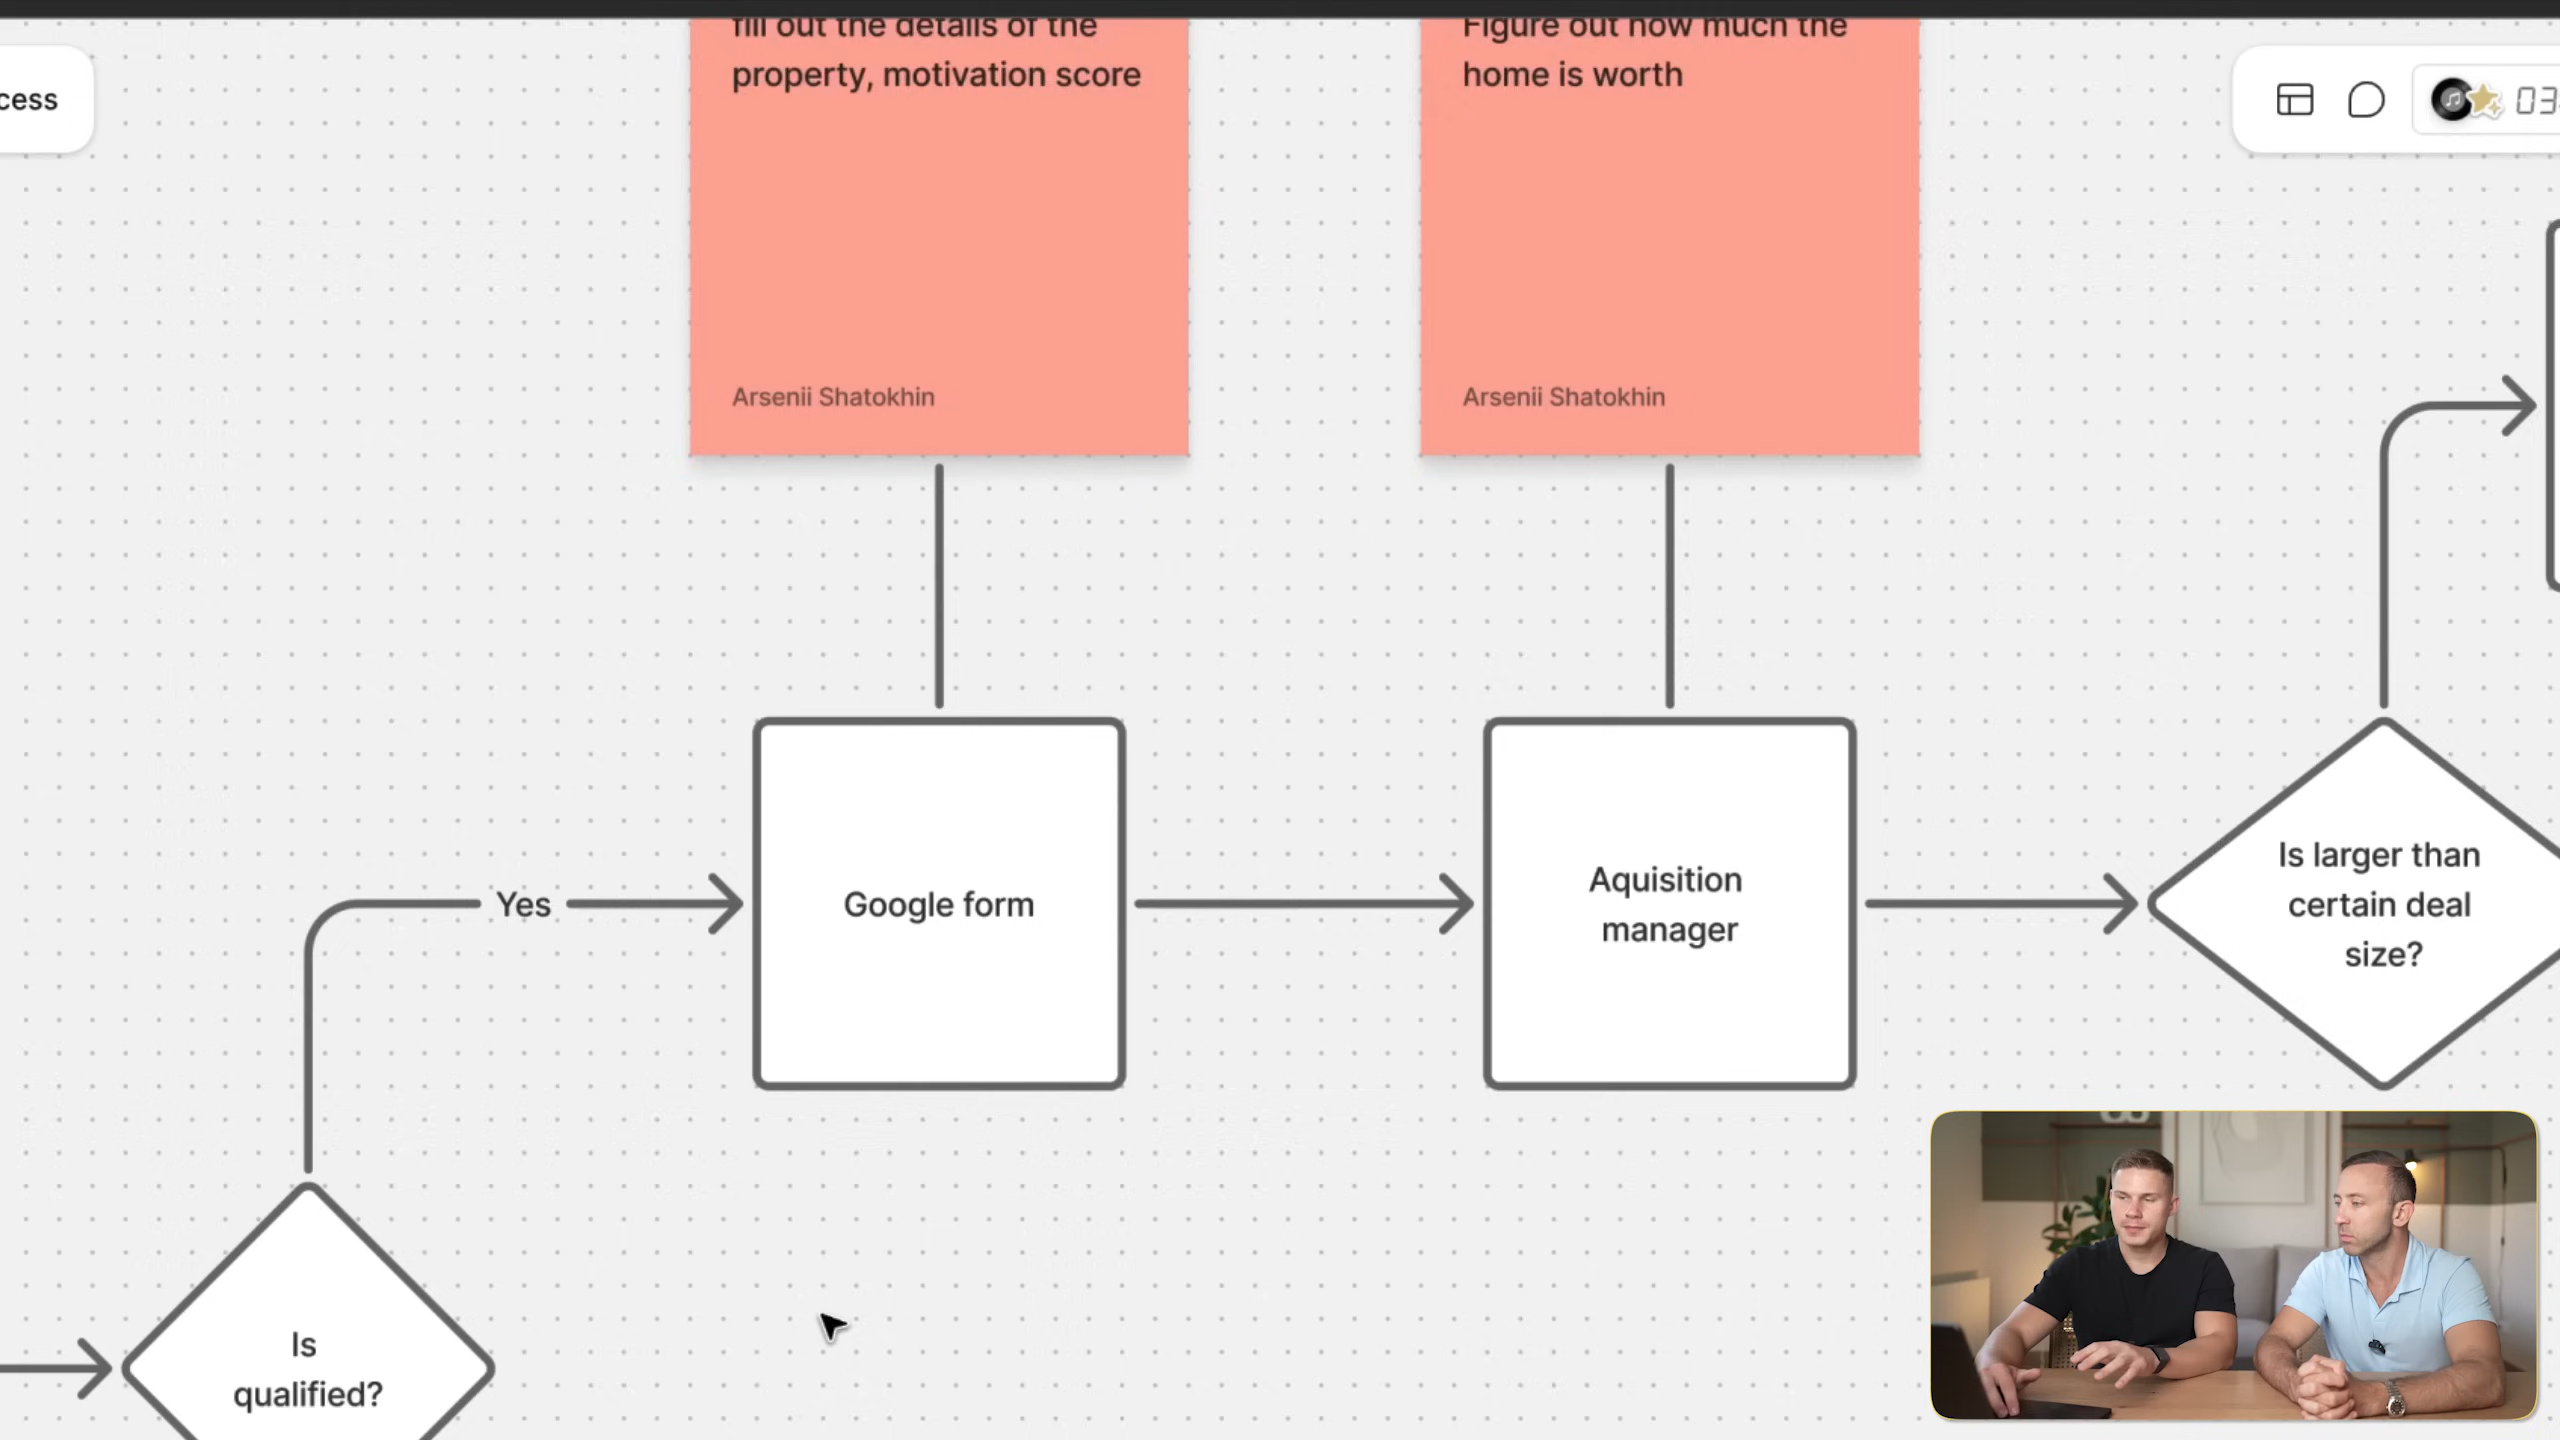 fill out the details of the
property, motivation score
Arsenii Shatokhin
Figure out how much the
home is worth
Arsenii Shatokhin
cess
03
Yes
Google form
Aquisition
manager
Is larger than
certain deal
size?
Is
qualified?